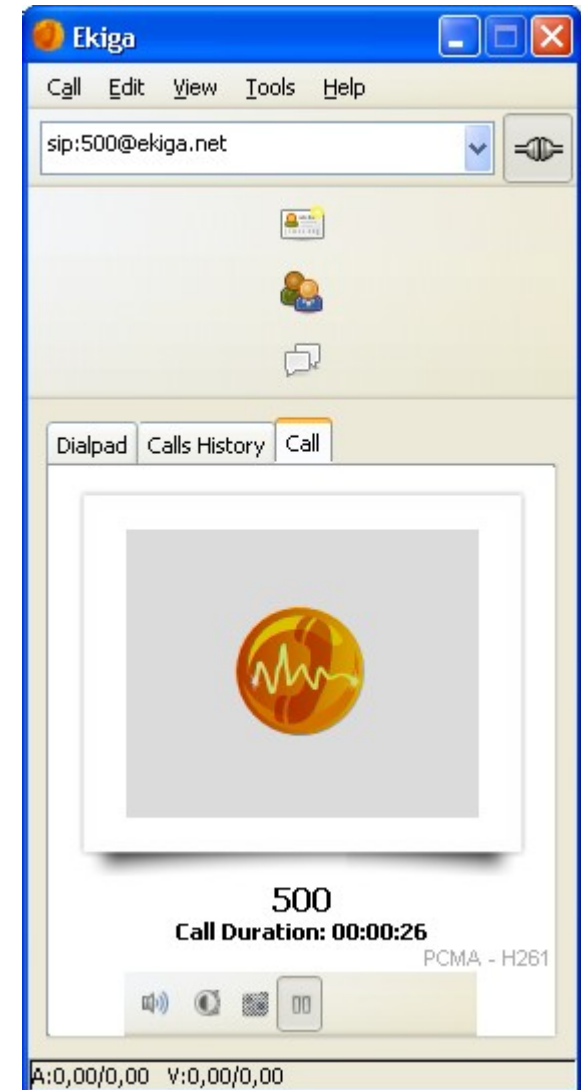 Ekiga
Call Edit View Tools Help
sip:500@ekiga.net
Dialpad Calls History Call
500
Call Duration: 00:00:26
PCMA - H261
A:0,00/0,00 V:0,00/0,00